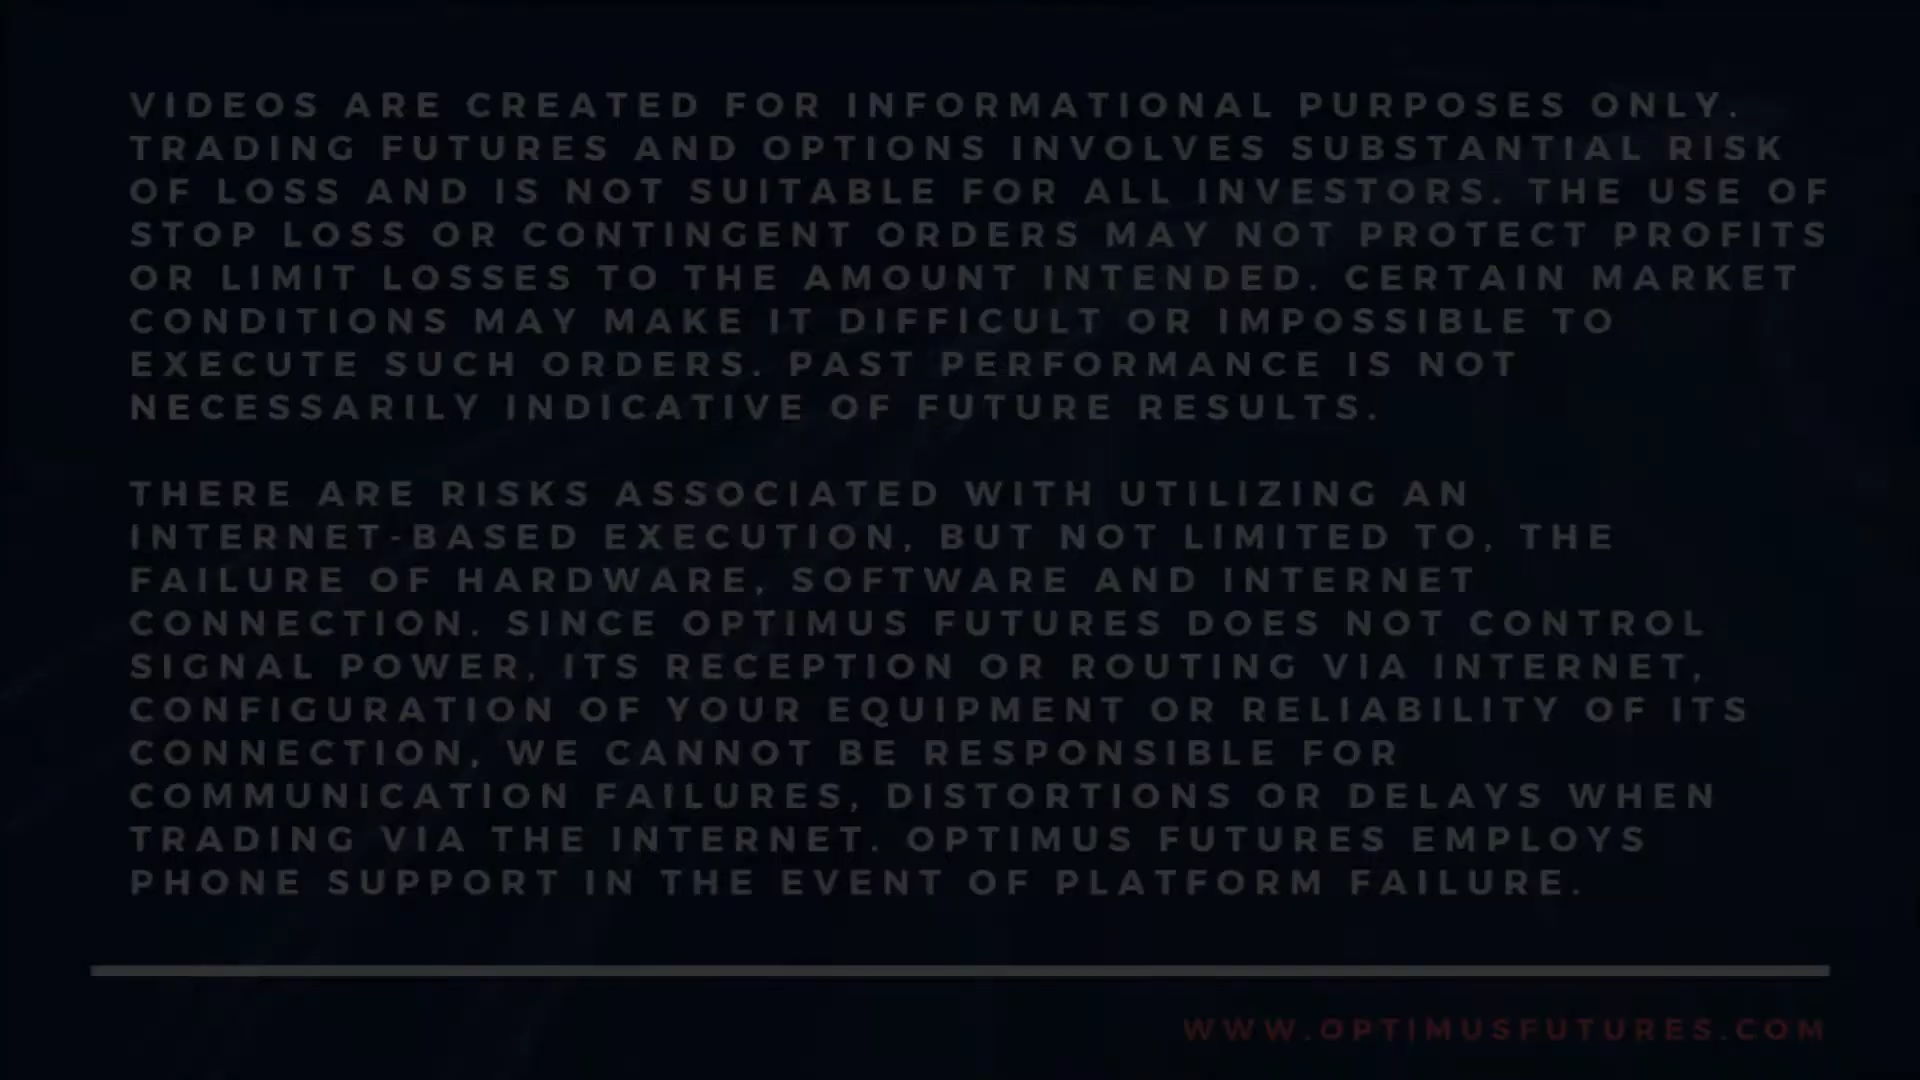 VIDEOS ARE CREATED FOR INFORMATIONAL PURPOSES ONLY.
TRADING FUTURES AND OPTIONS INVOLVES SUBSTANTIAL RISK
OF LOSS AND IS NOT SUITABLE FOR ALL INVESTORS. THE USE OF
STOP LOSS OR CONTINGENT ORDERS MAY NOT PROTECT PROFITS
OR LIMIT LOSSES TO THE AMOUNT INTENDED. CERTAIN MARKET
CONDITIONS MAY MAKE IT DIFFICULT OR IMPOSSIBLE TO
EXECUTE SUCH ORDERS. PAST PERFORMANCE IS NOT
NECESSARILY INDICATIVE OF FUTURE RESULTS.
THERE ARE RISKS ASSOCIATED WITH UTILIZING AN
INTERNET-BASED EXECUTION, BUT NOT LIMITED TO, THE
FAILURE OF HARDWARE, SOFTWARE AND INTERNET
CONNECTION. SINCE OPTIMUS FUTURES DOES NOT CONTROL
SIGNAL POWER, ITS RECEPTION OR ROUTING VIA INTERNET,
CONFIGURATION OF YOUR EQUIPMENT OR RELIABILITY OF ITS
CONNECTION, WE CANNOT BE RESPONSIBLE FOR
COMMUNICATION FAILURES, DISTORTIONS OR DELAYS WHEN
TRADING VIA THE INTERNET. OPTIMUS FUTURES EMPLOYS
PHONE SUPPORT IN THE EVENT OF PLATFORM FAILURE.
WWW.OPTIMUSFUTURES.COM